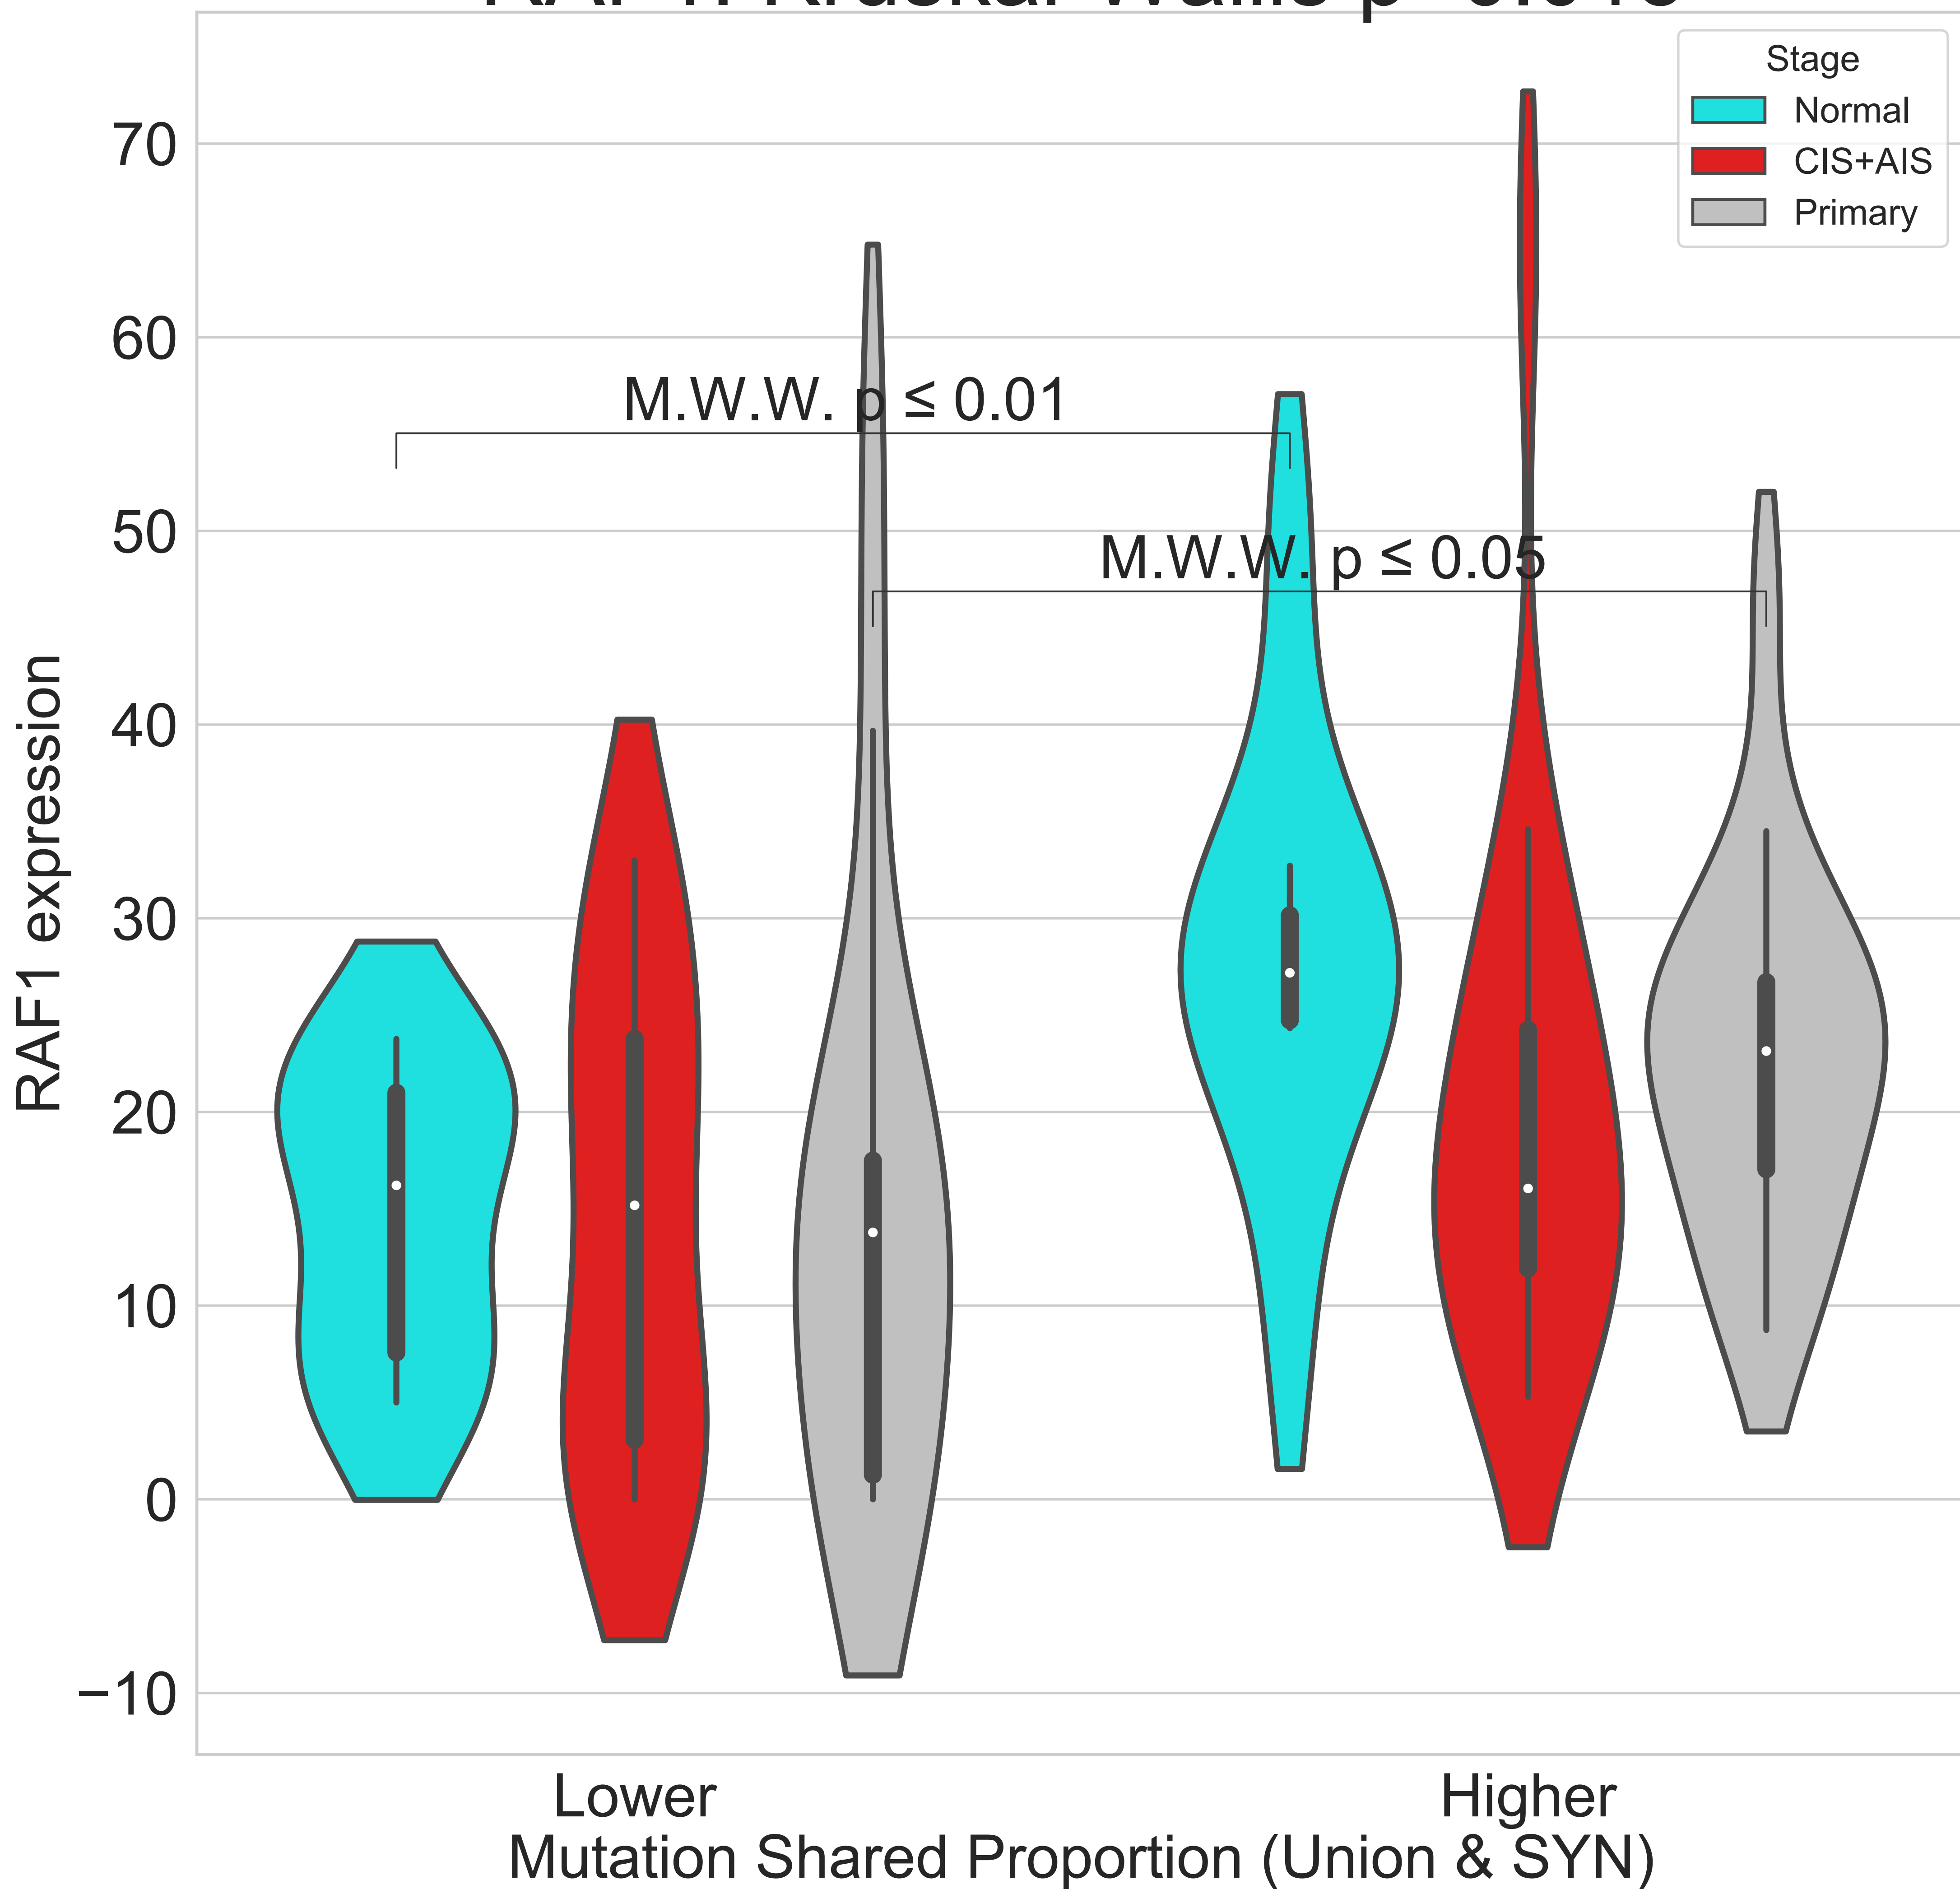 Stage
Normal
CIS+AIS
Primary
70
60
50
40
30
20
10
0
−10
RAF1 expression
M.W.W. p ≤ 0.01
M.W.W. p ≤ 0.05
Lower
Higher
Mutation Shared Proportion (Union & SYN)